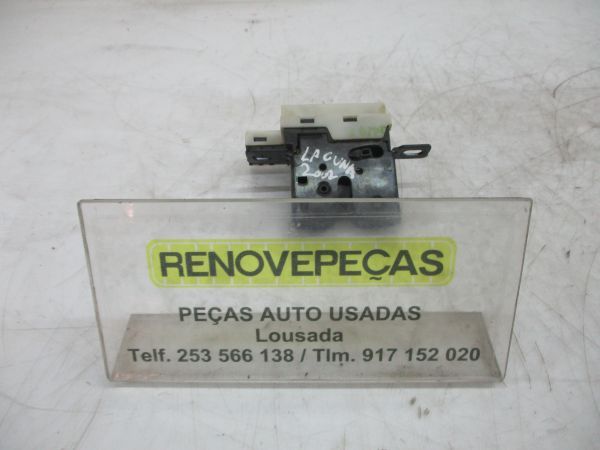 LAGUNA
2002
RENOVEPEÇAS
PEÇAS AUTO USADAS
Lousada
Telf. 253 566 138 / Tlm. 917 152 020